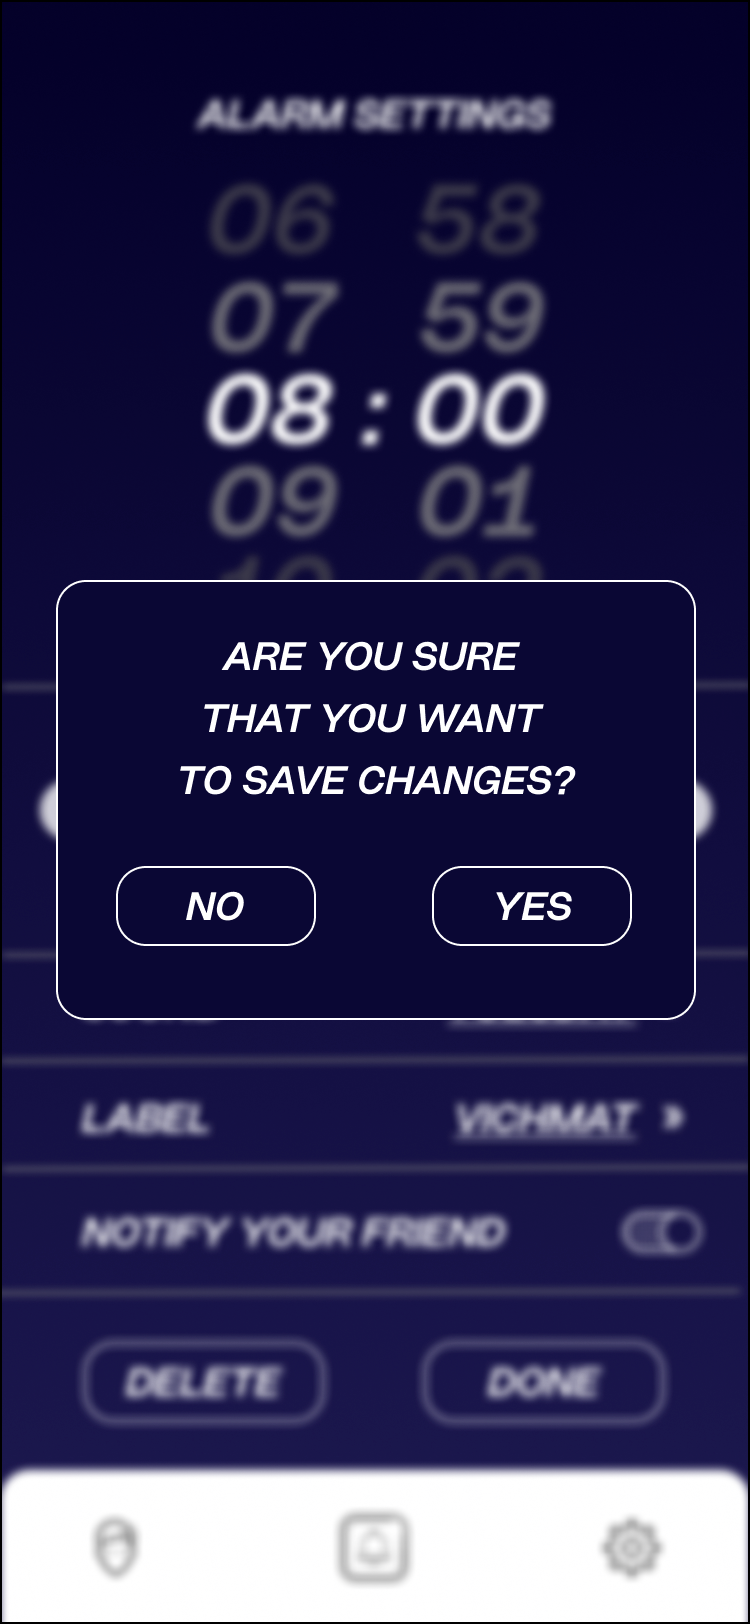 ALARM SETTINGS
06 58
07 59
08 : 00
09 01
ARE YOU SURE
THAT YOU WANT
TO SAVE CHANGES?
NO YES
LABEL VICHMAT »
NOTIFY YOUR FRIEND
DELETE DONE